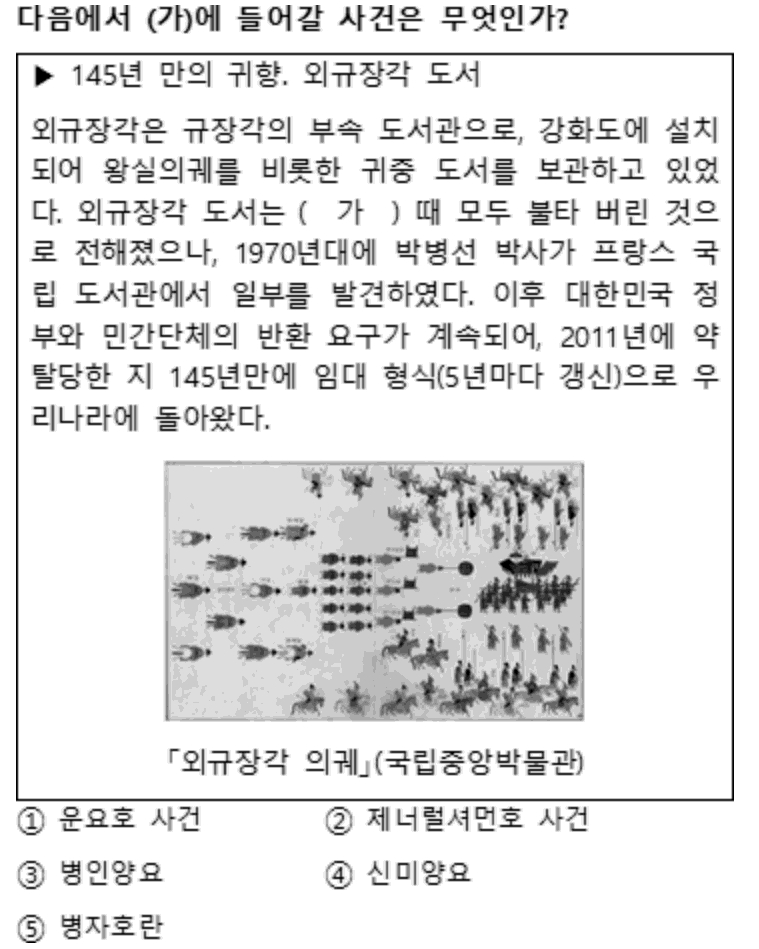 다음에서 (가)에 들어갈 사건은 무엇인가?
▶ 145년 만의 귀향. 외규장각 도서
외규장각은 규장각의 부속 도서관으로, 강화도에 설치
되어 왕실의궤를 비롯한 귀중 도서를 보관하고 있었
다. 외규장각 도서는 ( 가 ) 때 모두 불타 버린 것으
로 전해졌으나, 1970년대에 박병선 박사가 프랑스 국
립 도서관에서 일부를 발견하였다. 이후 대한민국 정
부와 민간단체의 반환 요구가 계속되어, 2011년에 약
탈당한 지 145년만에 임대 형식(5년마다 갱신)으로 우
리나라에 돌아왔다.
「외규장각 의궤」(국립중앙박물관)
① 운요호 사건 ② 제너럴셔먼호 사건
③ 병인양요 ④ 신미양요
⑤ 병자호란